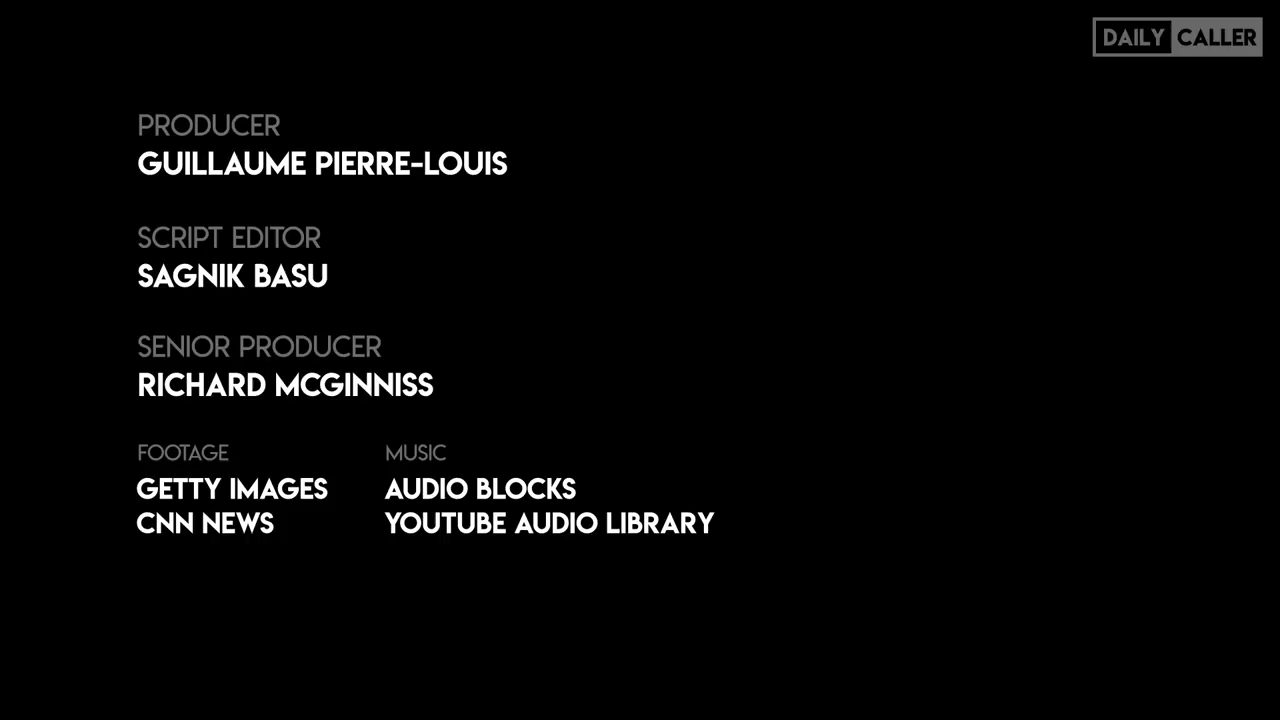 DAILY CALLER
PRODUCER
GUILLAUME PIERRE-LOUIS
SCRIPT EDITOR
SAGNIK BASU
SENIOR PRODUCER
RICHARD MCGINNISS
FOOTAGE
GETTY IMAGES
CNN NEWS
MUSIC
AUDIO BLOCKS
YOUTUBE AUDIO LIBRARY